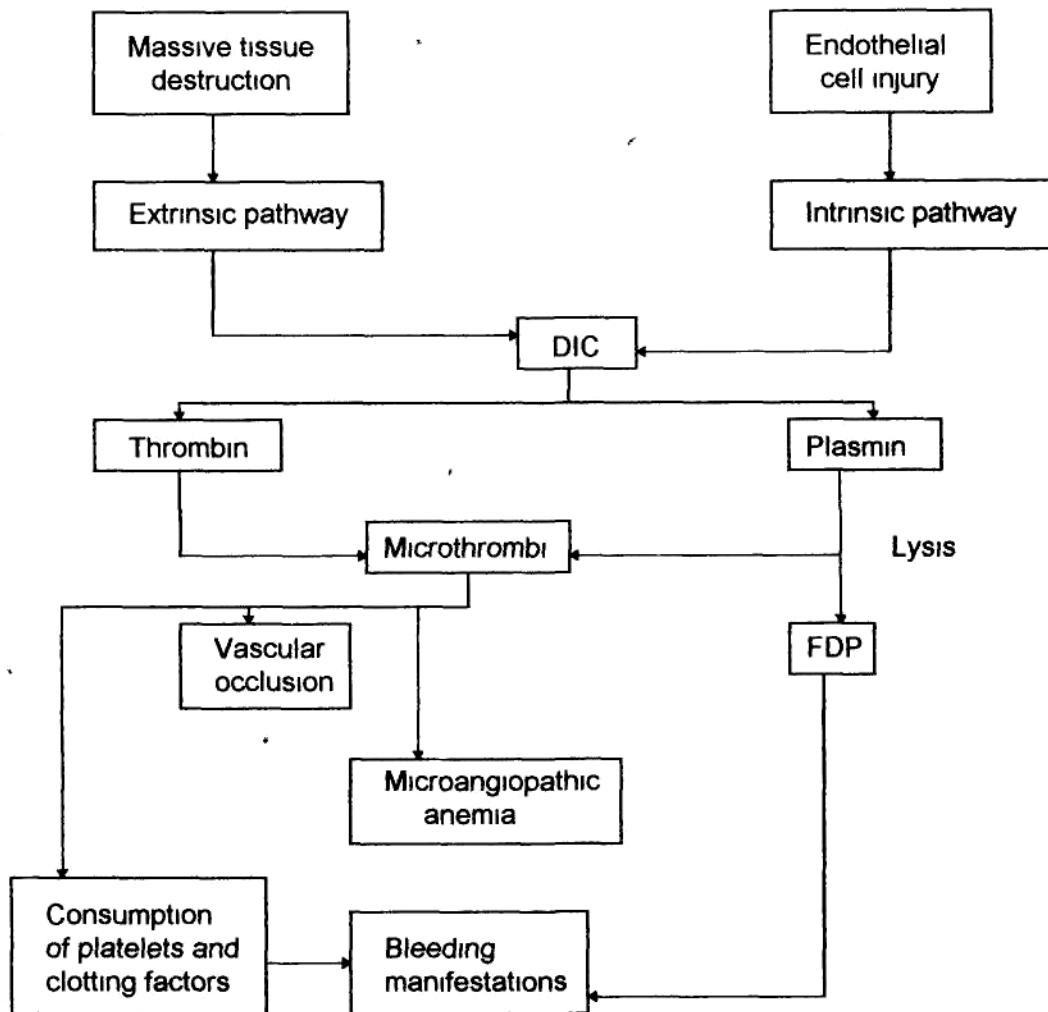 Massive tissue
destruction
Endothelial
cell injury
Extrinsic pathway
Intrinsic pathway
DIC
Thrombin
Plasmin
Microthrombi
Lysis
Vascular
occlusion
FDP
Microangiopathic
anemia
Consumption
of platelets and
clotting factors
Bleeding
manifestations